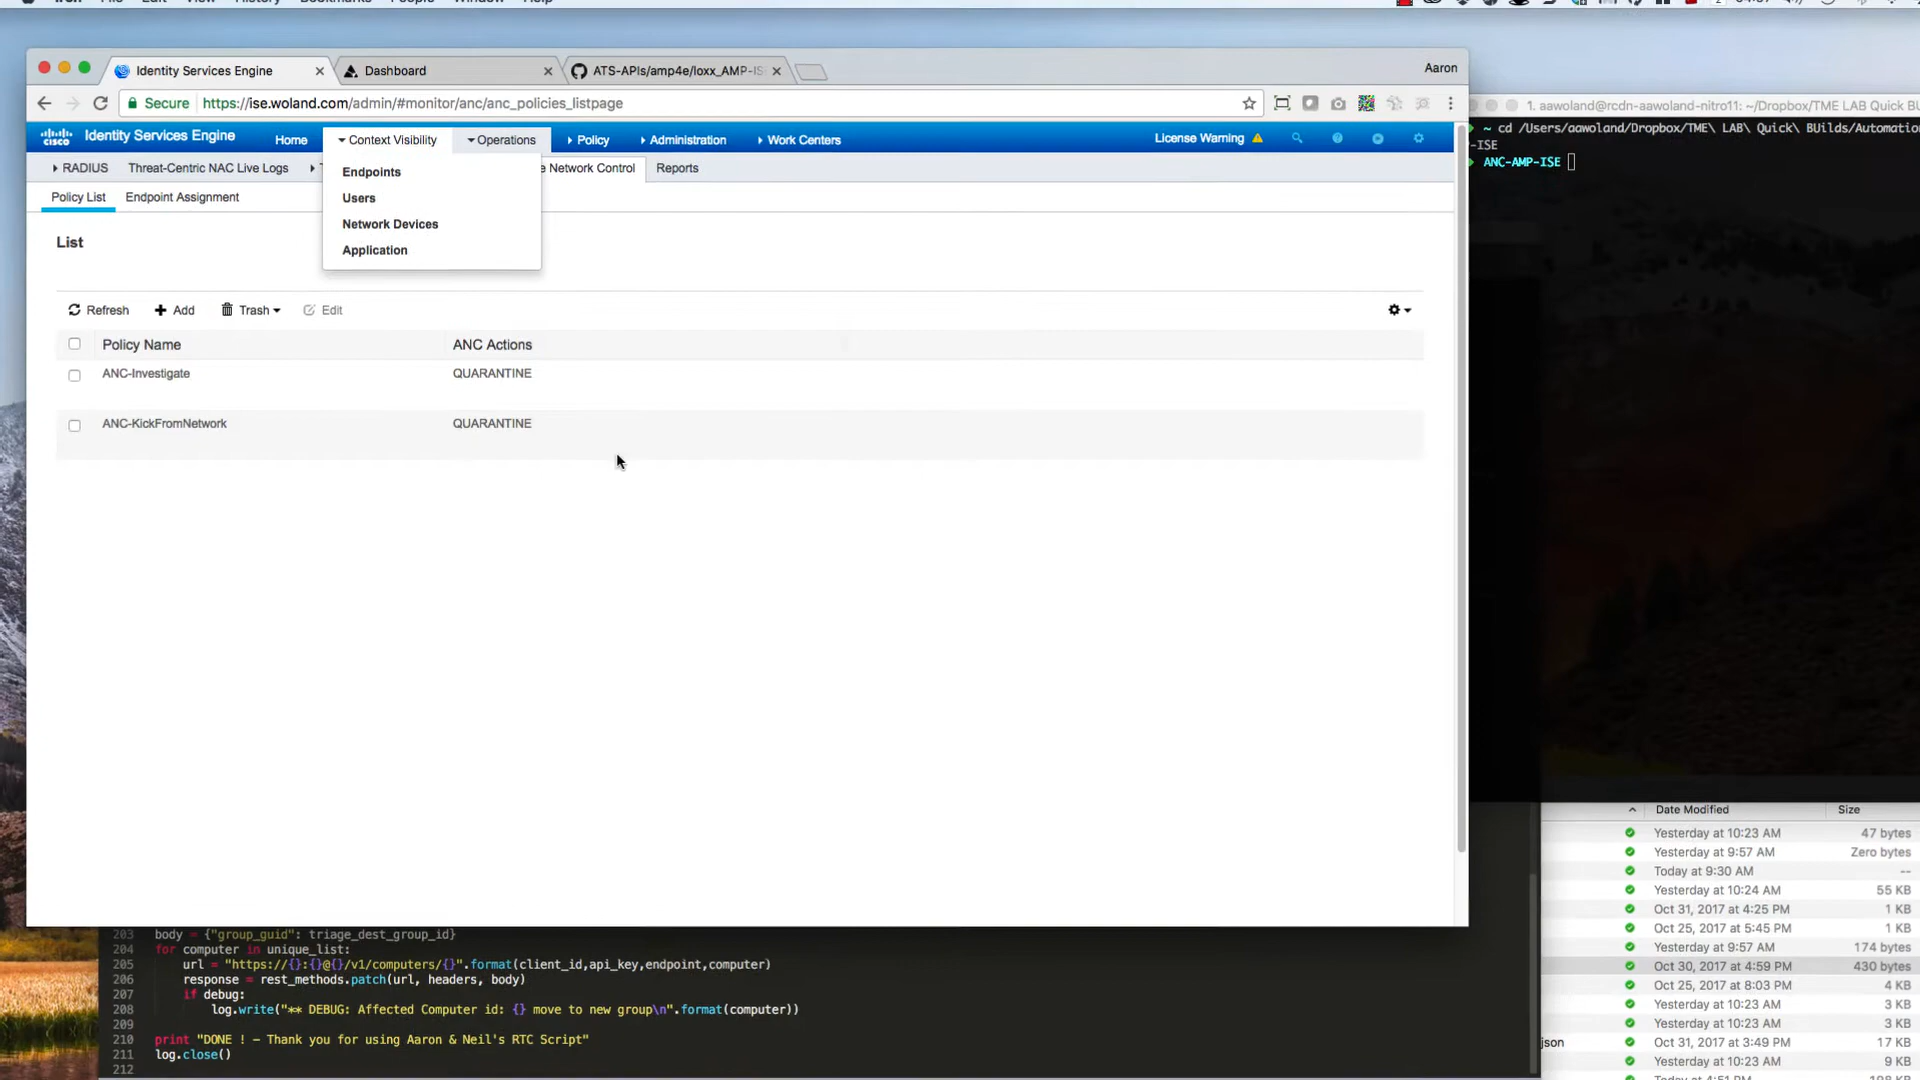 Identity Services Engine
Dashboard
ATS-APIs/amp4e/loxx_AMP-IS
Aaron
Secure https://ise.woland.com/admin/#monitor/anc/anc_policies_listpage
1. aawoland@rcdn-aawoland-nitro11: ~/Dropbox/TME LAB Quick BU
~ cd /Users/aawoland/Dropbox/TME\ LAB\ Quick\ BUilds/Automation
-ISE
ANC-AMP-ISE
cisco Identity Services Engine
Home Context Visibility Operations Policy Administration Work Centers
License Warning
RADIUS Threat-Centric NAC Live Logs
e Network Control Reports
Endpoints
Users
Network Devices
Application
Policy List Endpoint Assignment
List
Refresh Add Trash Edit
Policy Name ANC Actions
ANC-Investigate QUARANTINE
ANC-KickFromNetwork QUARANTINE
Date Modified Size
Yesterday at 10:23 AM 47 bytes
Yesterday at 9:57 AM Zero bytes
Today at 9:30 AM --
Yesterday at 10:24 AM 55 KB
Oct 31, 2017 at 4:25 PM 1 KB
Oct 25, 2017 at 5:45 PM 1 KB
Yesterday at 9:57 AM 174 bytes
Oct 30, 2017 at 4:59 PM 430 bytes
Oct 25, 2017 at 8:03 PM 4 KB
Yesterday at 10:23 AM 3 KB
Yesterday at 10:23 AM 3 KB
json Oct 31, 2017 at 3:49 PM 17 KB
Yesterday at 10:23 AM 9 KB
203 body = {"group_guid": triage_dest_group_id}
204 for computer in unique_list:
205 url = "https://{}:{}@{}/v1/computers/{}".format(client_id,api_key,endpoint,computer)
206 response = rest_methods.patch(url, headers, body)
207 if debug:
208 log.write("** DEBUG: Affected Computer id: {} move to new group\n".format(computer))
209
210 print "DONE ! - Thank you for using Aaron & Neil's RTC Script"
211 log.close()
212